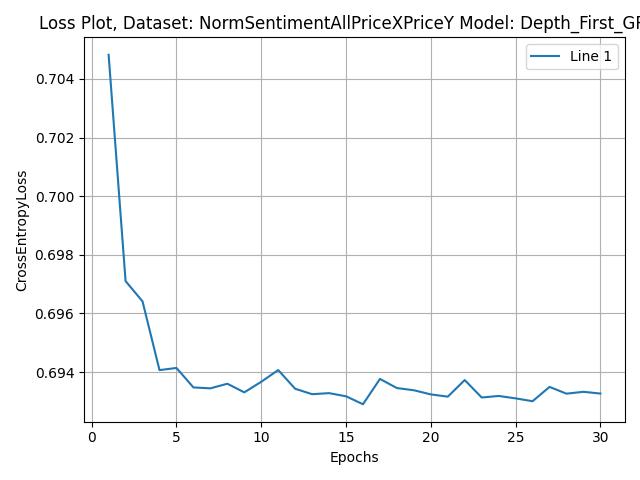 Loss Plot, Dataset: NormSentimentAllPriceXPriceY Model: Depth_First_GF
Line 1
0.704
0.702
0.700
0.698
0.696
0.694
CrossEntropyLoss
0 5 10 15 20 25 30
Epochs